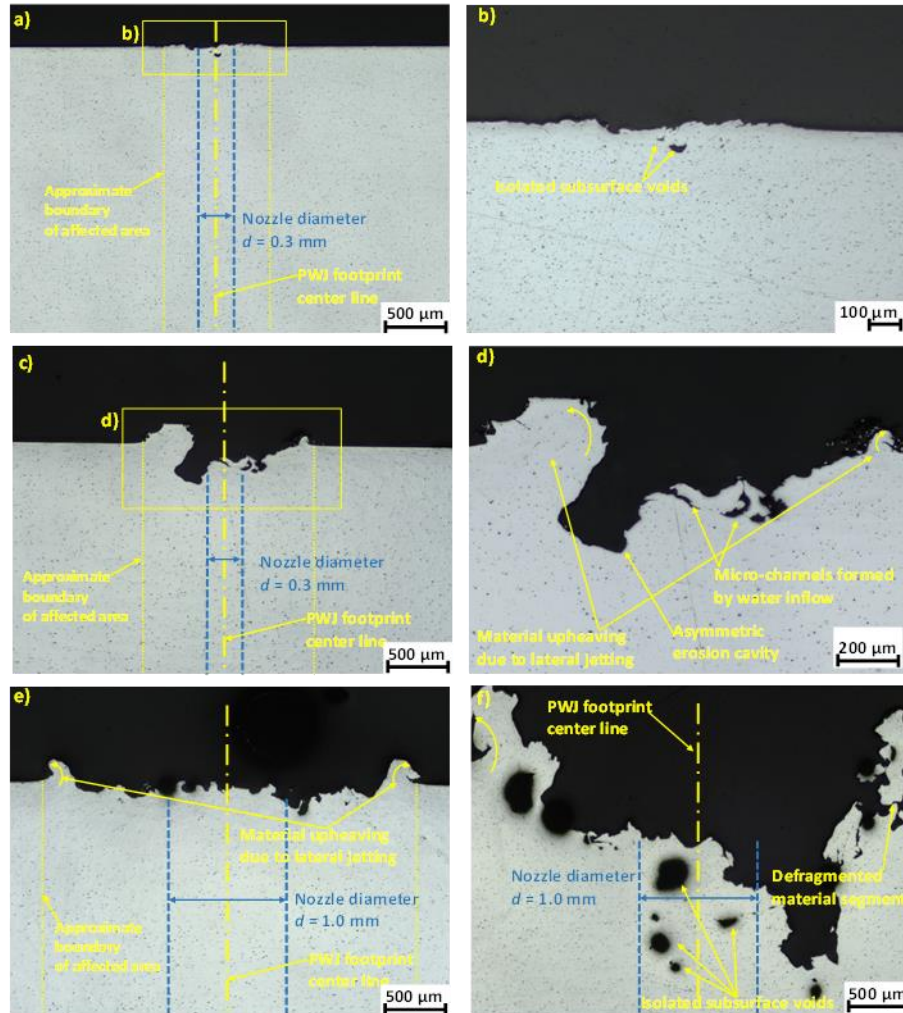 a)
b)
Approximate
boundary
of affected area
Nozzle diameter
d = 0.3 mm
PWJ footprint
center line
500 µm
b)
Isolated subsurface voids
100 µm
c)
d)
Approximate
boundary
of affected area
Nozzle diameter
d = 0.3 mm
PWJ footprint
center line
500 µm
d)
Micro-channels formed
by water inflow
Material upheaving
due to lateral jetting
Asymmetric
erosion cavity
200 µm
e)
Material upheaving
due to lateral jetting
Nozzle diameter
d = 1.0 mm
Approximate
boundary
of affected area
PWJ footprint
center line
500 µm
f)
PWJ footprint
center line
Nozzle diameter
d = 1.0 mm
Defragmented
material segment
Isolated subsurface voids
500 µm